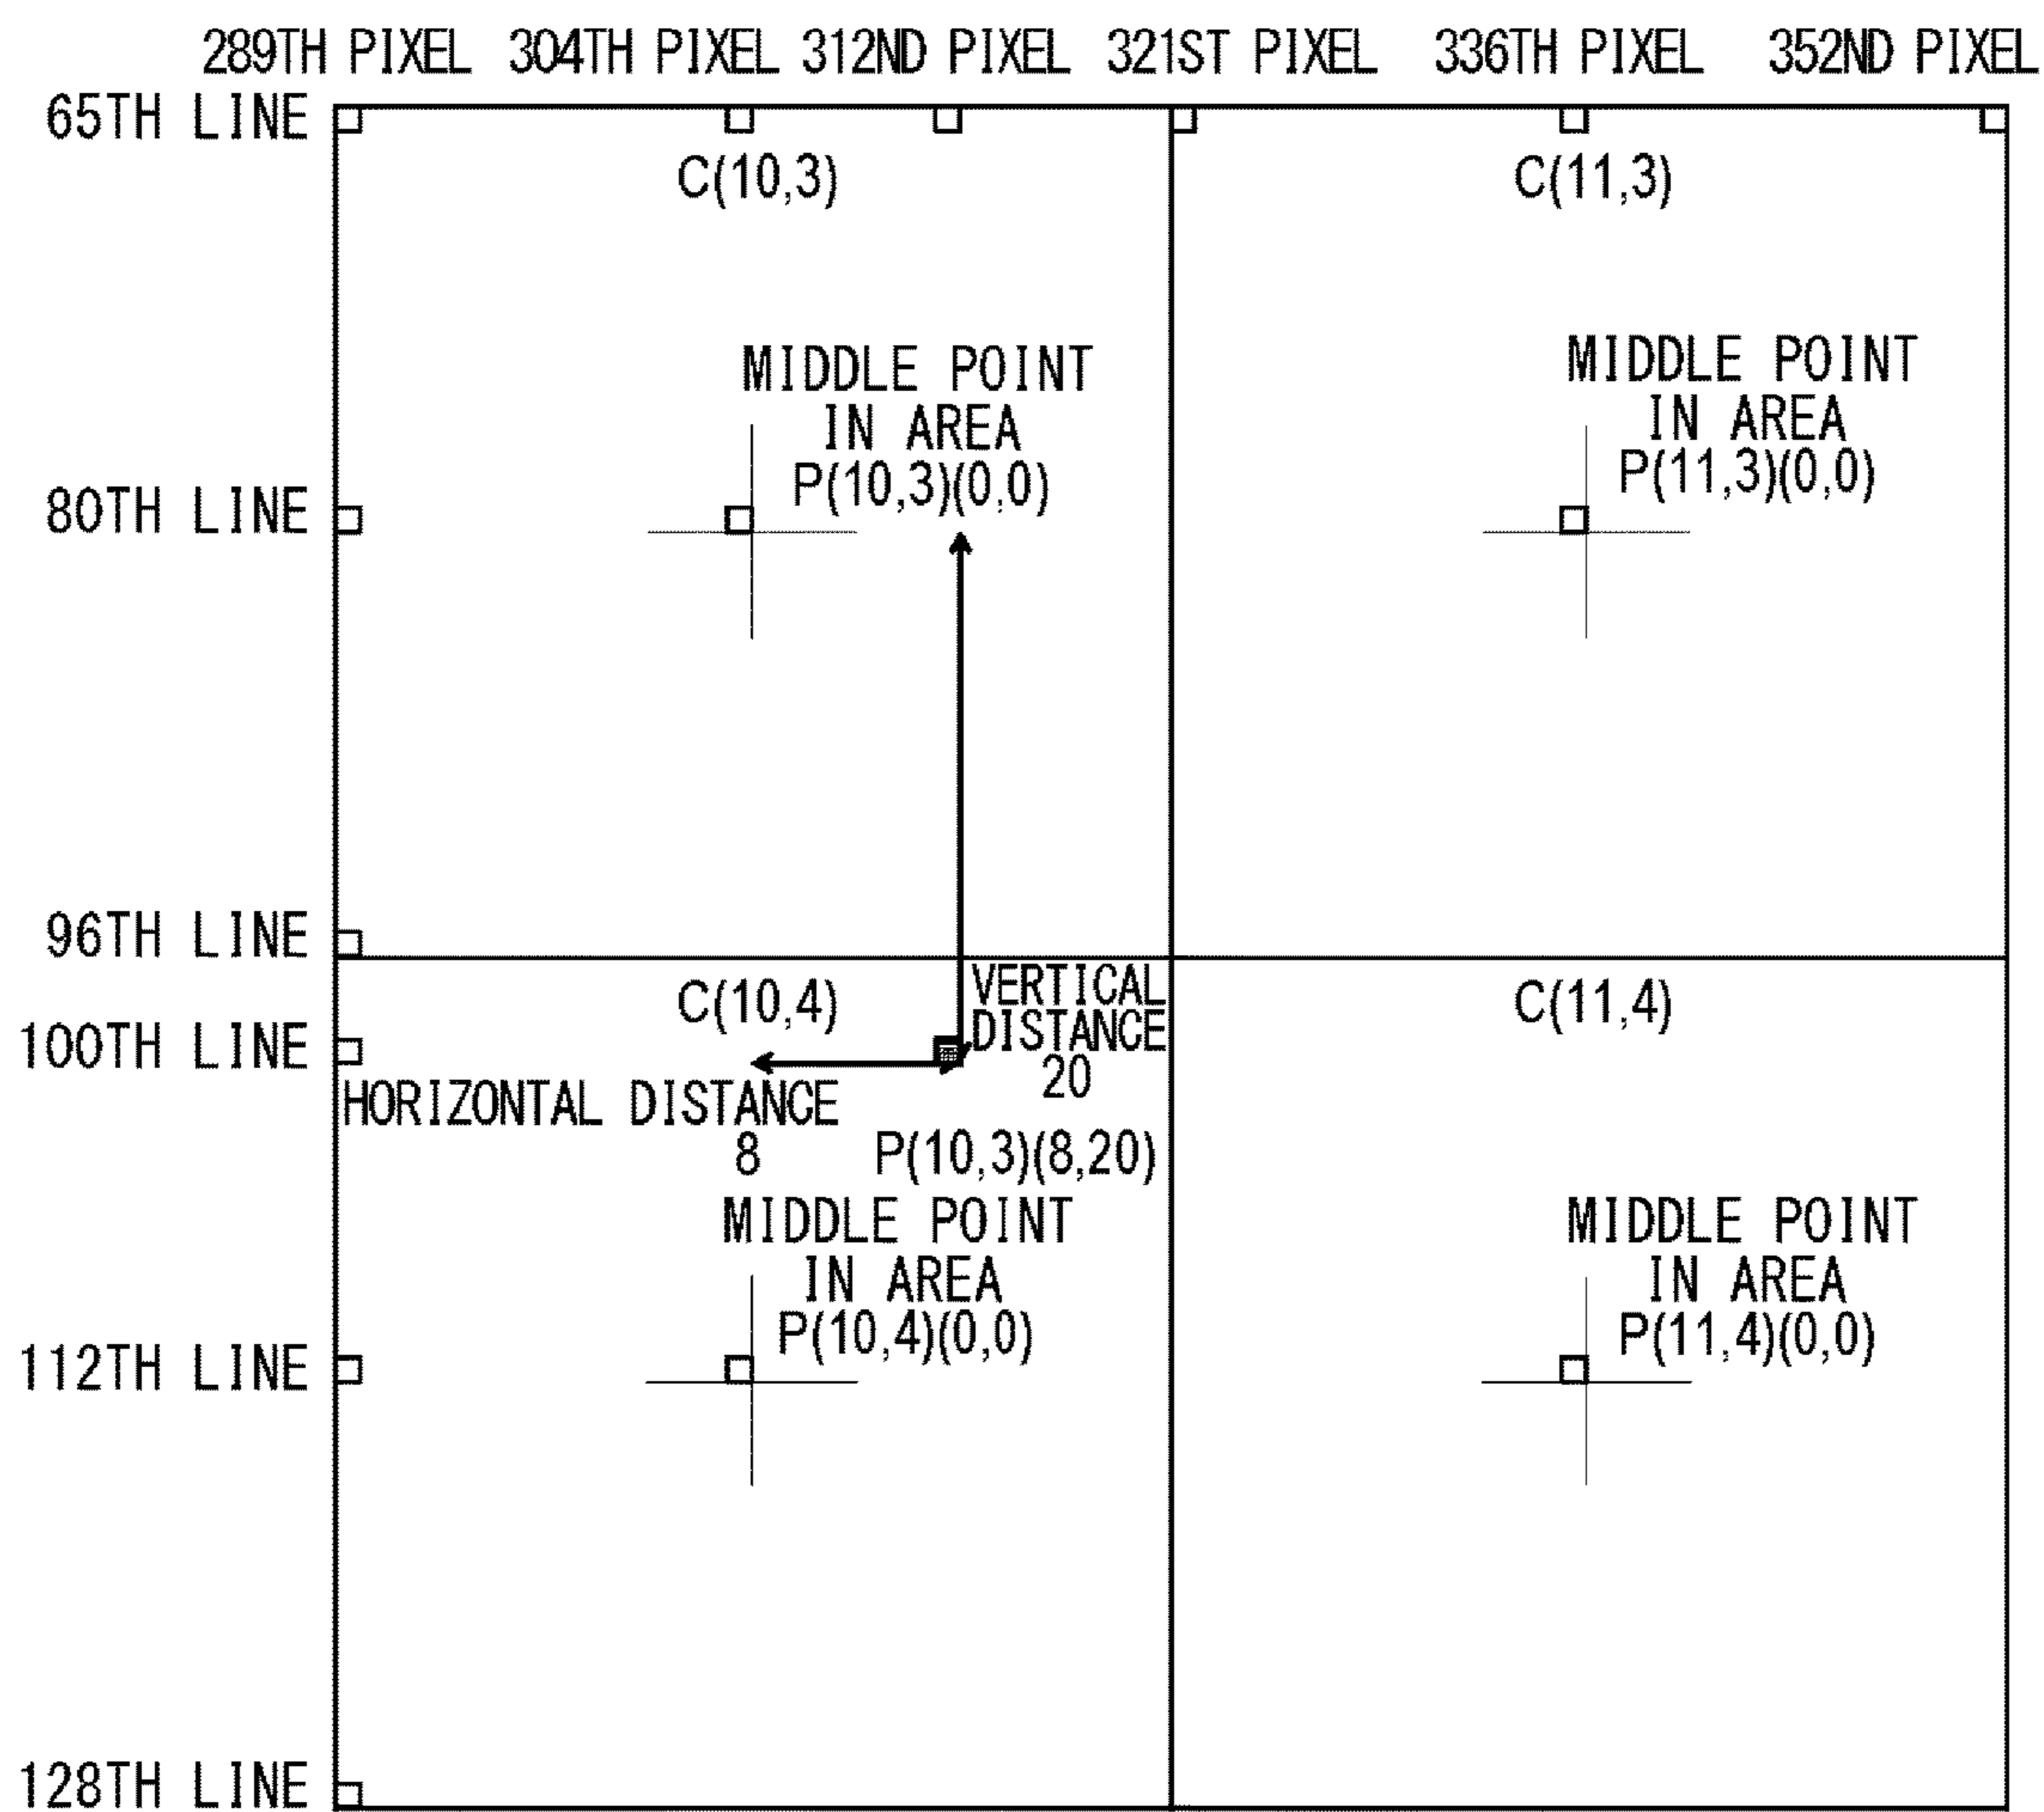 289TH PIXEL 304TH PIXEL 312ND PIXEL 321ST PIXEL 336TH PIXEL 352ND PIXEL
65TH LINE
C(10,3)
C(11,3)
MIDDLE POINT
IN AREA
P(10,3)(0,0)
MIDDLE POINT
IN AREA
P(11,3)(0,0)
80TH LINE
96TH LINE
C(10,4)
VERTICAL
DISTANCE
20
C(11,4)
100TH LINE
HORIZONTAL DISTANCE
8
P(10,3)(8,20)
MIDDLE POINT
IN AREA
P(10,4)(0,0)
MIDDLE POINT
IN AREA
P(11,4)(0,0)
112TH LINE
128TH LINE